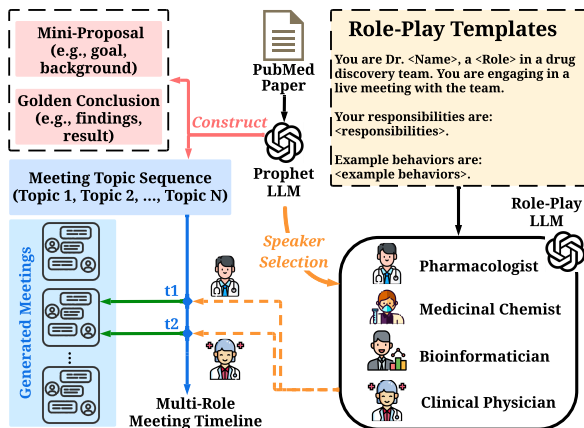 Mini-Proposal
(e.g., goal,
background)
Golden Conclusion
(e.g., findings,
result)
PubMed
Paper
Construct
Prophet
LLM
Role-Play Templates
You are Dr. <Name>, a <Role> in a drug
discovery team. You are engaging in a
live meeting with the team.
Your responsibilities are:
<responsibilities>.
Example behaviors are:
<example behaviors>.
Meeting Topic Sequence
(Topic 1, Topic 2, ..., Topic N)
Speaker
Selection
Role-Play
LLM
Pharmacologist
Medicinal Chemist
Bioinformatician
Clinical Physician
Generated Meetings
t1
t2
Multi-Role
Meeting Timeline